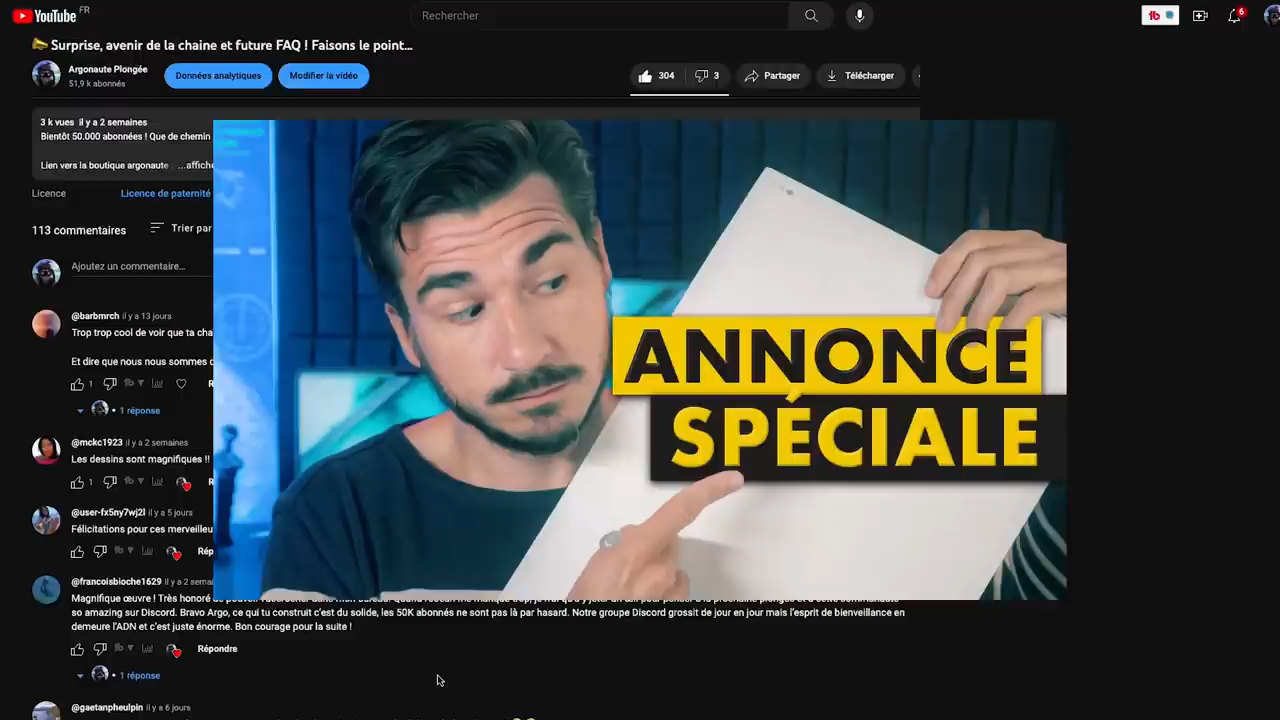 YouTube FR
Rechercher
6
Surprise, avenir de la chaine et future FAQ ! Faisons le point...
Argonaute Plongée
51,9 k abonnés
Données analytiques
Modifier la vidéo
304
3
Partager
Télécharger
3 k vues il y a 2 semaines
Bientôt 50.000 abonnées ! Que de chemin
Lien vers la boutique argonaute ...affiche
Licence
Licence de paternité
113 commentaires
Trier par
Ajoutez un commentaire...
ANNONCE
SPÉCIALE
@barbmrch il y a 13 jours
Trop trop cool de voir que ta cha
Et dire que nous nous sommes
1
1 réponse
@mckc1923 il y a 2 semaines
Les dessins sont magnifiques !!
1
@user-fx5ny7wj2l il y a 5 jours
Félicitations pour ces merveilleu
Rép
@francoisbioche1629 il y a 2 semai
so amazing sur Discord. Bravo Argo, ce qui tu construit c'est du solide, les 50K abonnés ne sont pas là par hasard. Notre groupe Discord grossit de jour en jour mais l'esprit de bienveillance en
demeure l'ADN et c'est juste énorme. Bon courage pour la suite !
Répondre
1 réponse
@gaetanpheulpin il y a 6 jours